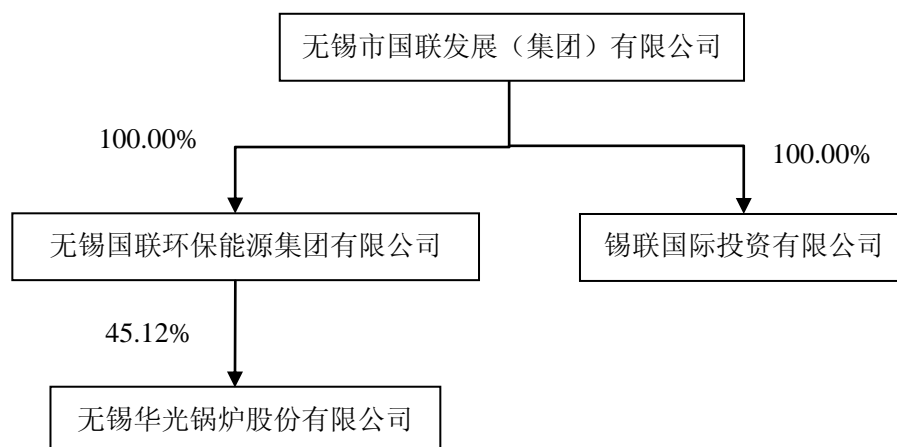 无锡市国联发展（集团）有限公司
100.00%
100.00%
无锡国联环保能源集团有限公司
锡联国际投资有限公司
45.12%
无锡华光锅炉股份有限公司